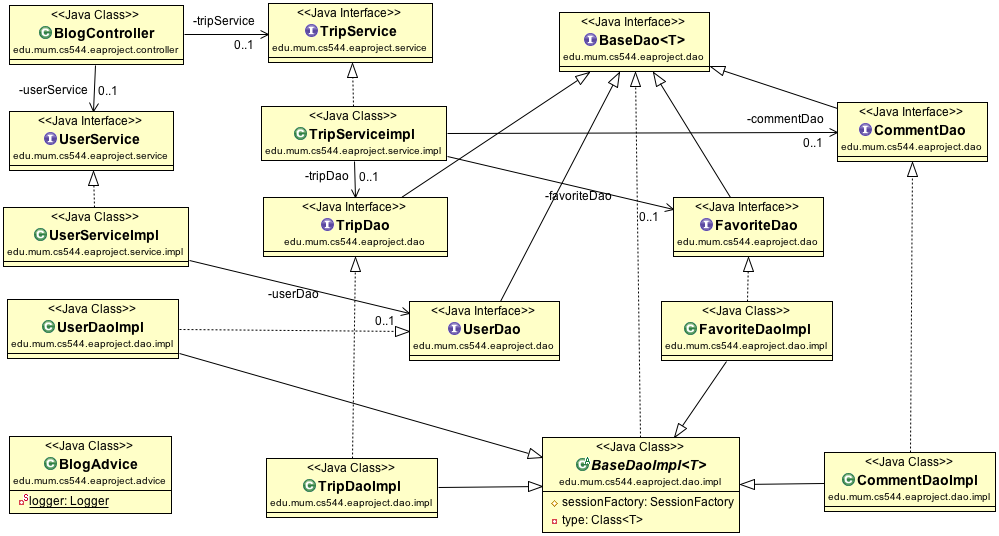 <<Java Class>>
BlogController
edu.mum.cs544.eaproject.controller
-tripService
0..1
<<Java Interface>>
TripService
edu.mum.cs544.eaproject.service
<<Java Interface>>
BaseDao<T>
edu.mum.cs544.eaproject.dao
-userService
0..1
<<Java Interface>>
UserService
edu.mum.cs544.eaproject.service
<<Java Class>>
TripServiceimpl
edu.mum.cs544.eaproject.service.impl
-commentDao
0..1
<<Java Interface>>
CommentDao
edu.mum.cs544.eaproject.dao
-tripDao
0..1
-favoriteDao
0..1
<<Java Class>>
UserServiceImpl
edu.mum.cs544.eaproject.service.impl
<<Java Interface>>
TripDao
edu.mum.cs544.eaproject.dao
<<Java Interface>>
FavoriteDao
edu.mum.cs544.eaproject.dao
-userDao
0..1
<<Java Class>>
UserDaoImpl
edu.mum.cs544.eaproject.dao.impl
<<Java Interface>>
UserDao
edu.mum.cs544.eaproject.dao
<<Java Class>>
FavoriteDaoImpl
edu.mum.cs544.eaproject.dao.impl
<<Java Class>>
BlogAdvice
edu.mum.cs544.eaproject.advice
logger: Logger
<<Java Class>>
TripDaoImpl
edu.mum.cs544.eaproject.dao.impl
<<Java Class>>
BaseDaoImpl<T>
edu.mum.cs544.eaproject.dao.impl
sessionFactory: SessionFactory
type: Class<T>
<<Java Class>>
CommentDaoImpl
edu.mum.cs544.eaproject.dao.impl